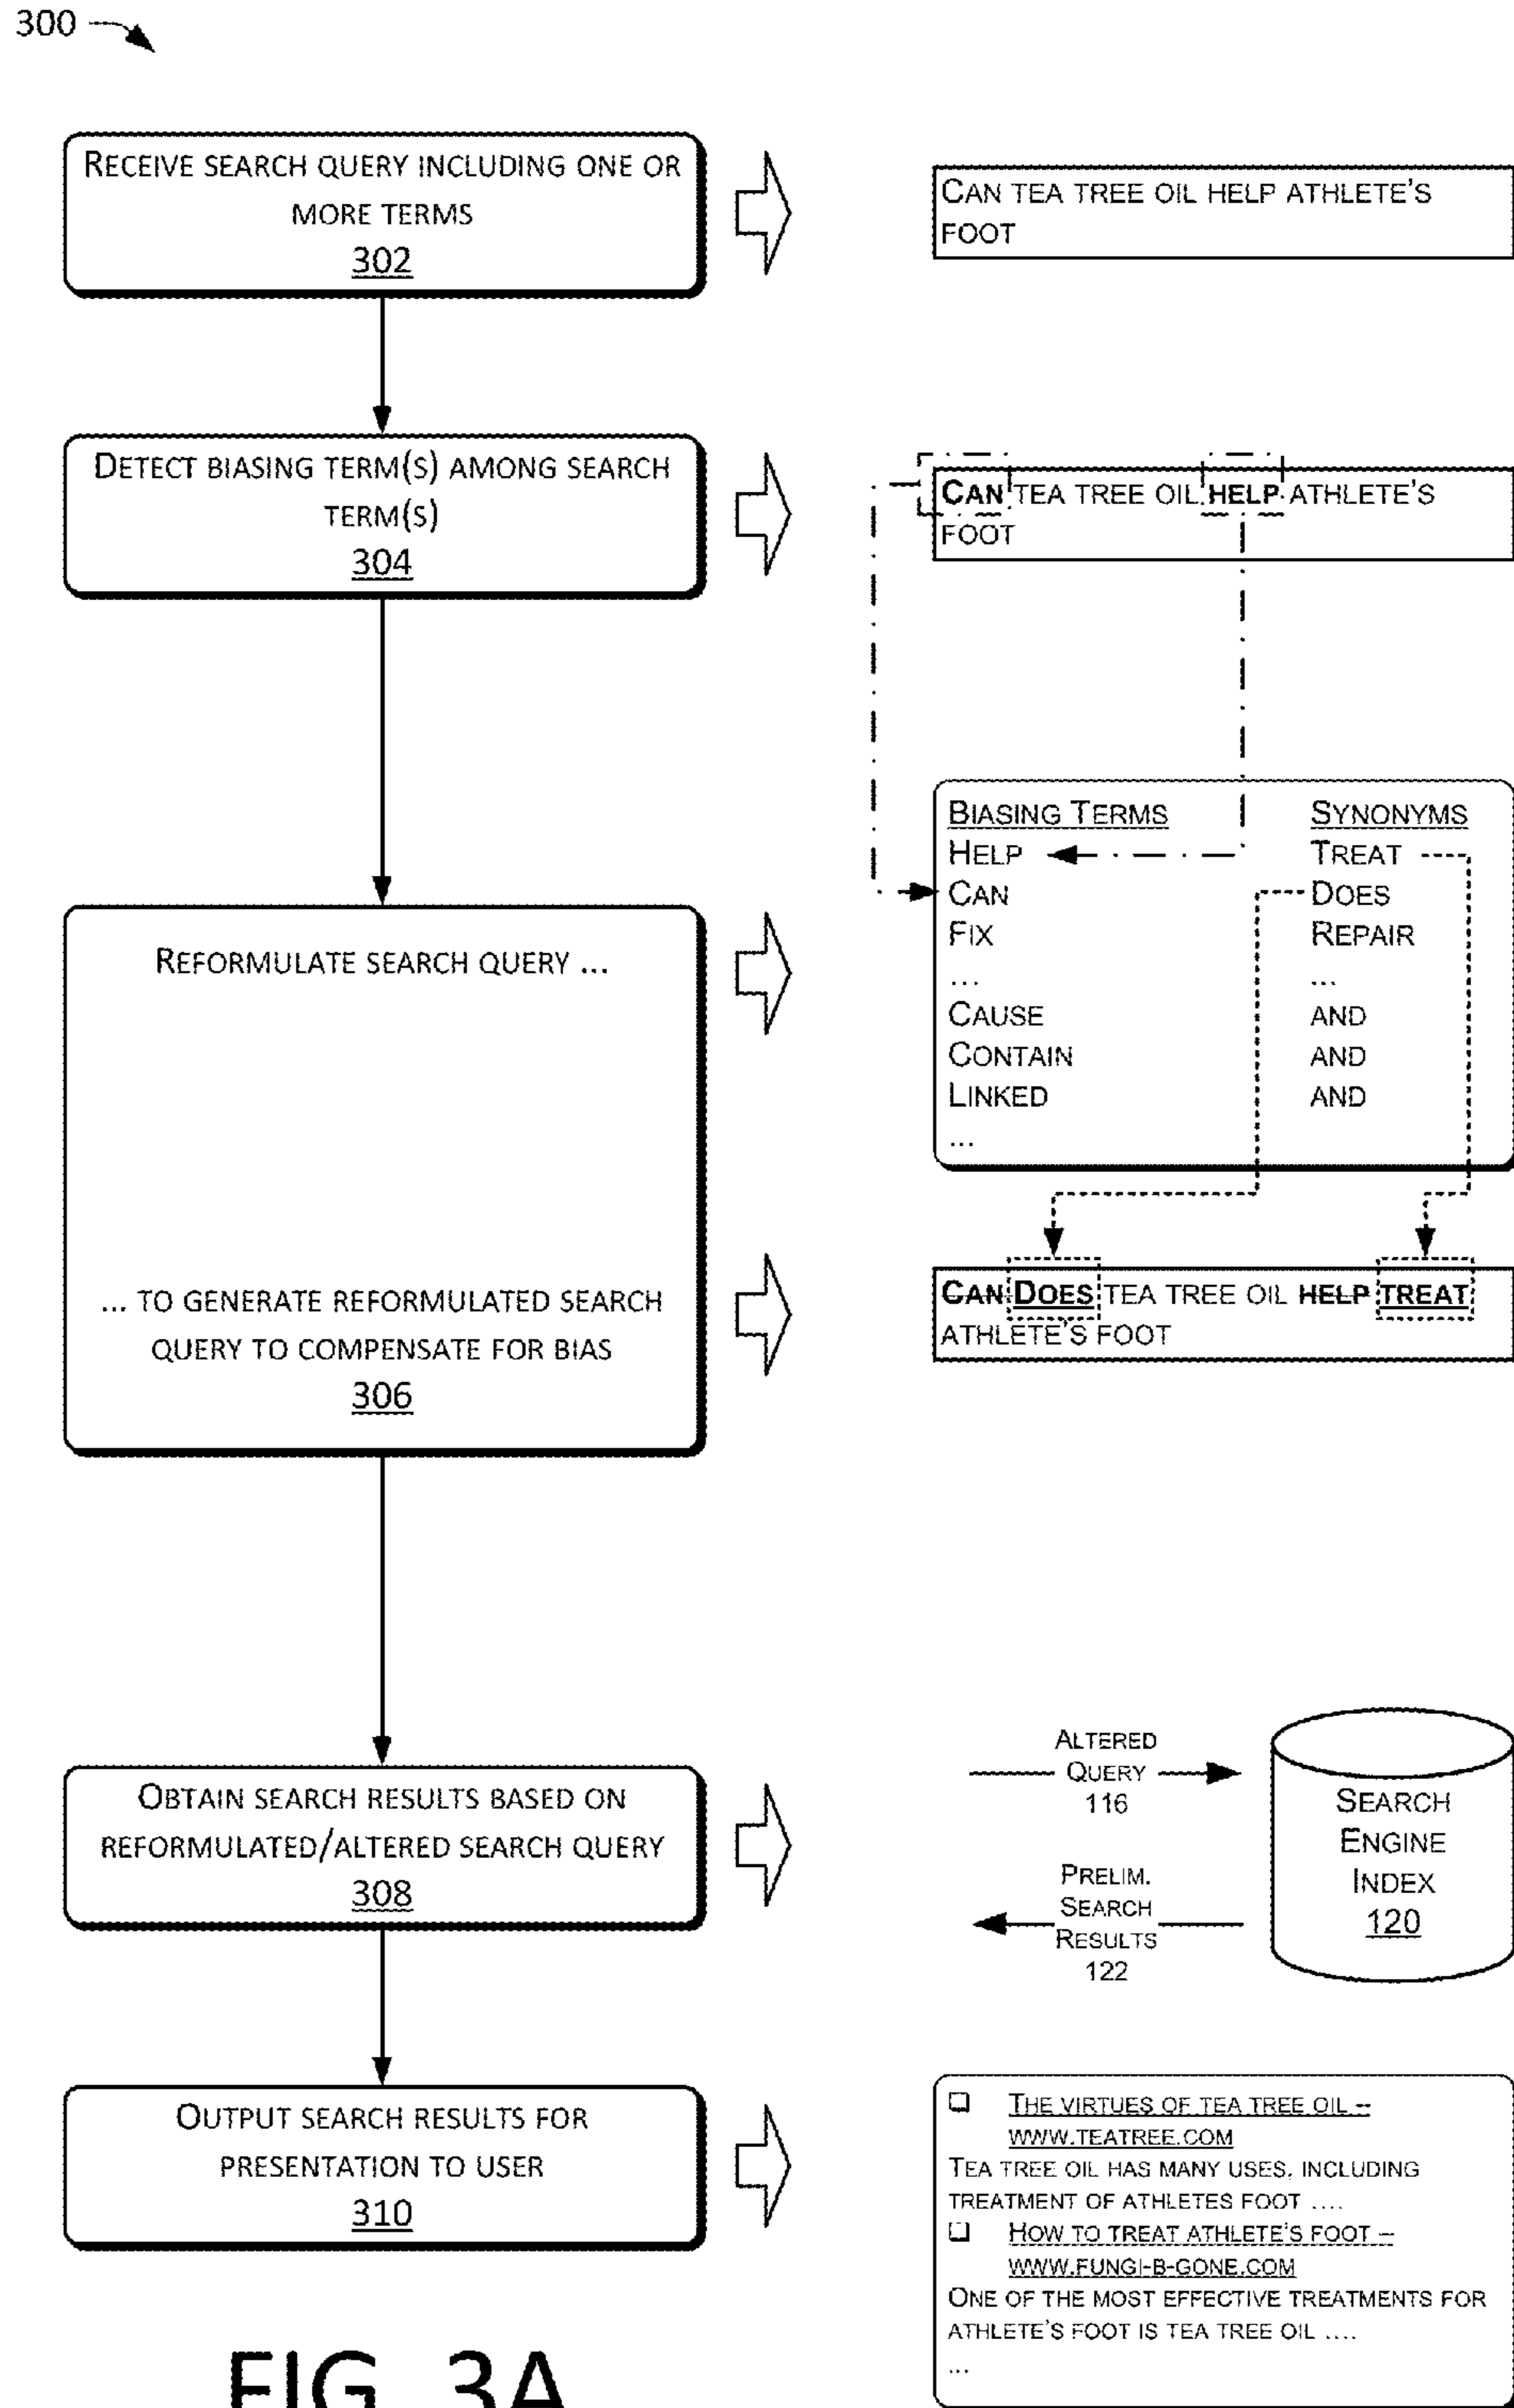 300
RECEIVE SEARCH QUERY INCLUDING ONE OR
MORE TERMS
302
CAN TEA TREE OIL HELP ATHLETE'S
FOOT
DETECT BIASING TERM(S) AMONG SEARCH
TERM(S)
304
CAN TEA TREE OIL HELP ATHLETE'S
FOOT
BIASING TERMS SYNONYMS
HELP TREAT
CAN DOES
FIX REPAIR
... ...
CAUSE AND
CONTAIN AND
LINKED AND
...
REFORMULATE SEARCH QUERY ...
... TO GENERATE REFORMULATED SEARCH
QUERY TO COMPENSATE FOR BIAS
306
CAN DOES TEA TREE OIL HELP TREAT
ATHLETE'S FOOT
OBTAIN SEARCH RESULTS BASED ON
REFORMULATED/ALTERED SEARCH QUERY
308
ALTERED
QUERY
116
PRELIM.
SEARCH
RESULTS
122
SEARCH
ENGINE
INDEX
120
OUTPUT SEARCH RESULTS FOR
PRESENTATION TO USER
310
THE VIRTUES OF TEA TREE OIL --
WWW.TEATREE.COM
TEA TREE OIL HAS MANY USES, INCLUDING
TREATMENT OF ATHLETES FOOT ....
HOW TO TREAT ATHLETE'S FOOT –
WWW.FUNGI-B-GONE.COM
ONE OF THE MOST EFFECTIVE TREATMENTS FOR
ATHLETE'S FOOT IS TEA TREE OIL ....
...
FIG. 3A